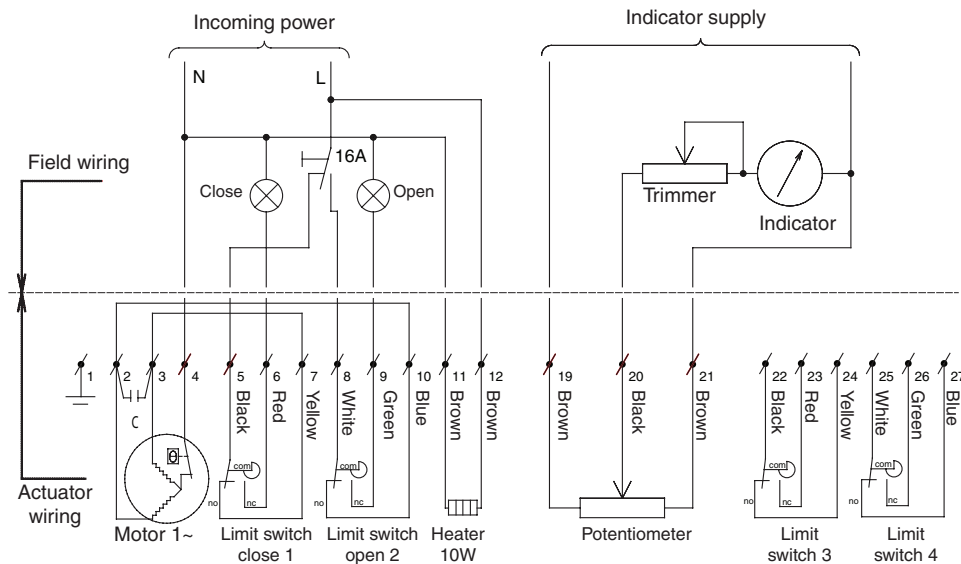 Incoming power
Indicator supply
N
L
16A
Field wiring
Close
Open
Trimmer
Indicator
1
2
3
4
5
6
7
8
9
10
11
12
19
20
21
22
23
24
25
26
27
C
Black
Red
Yellow
White
Green
Blue
Brown
Brown
Brown
Black
Brown
Black
Red
Yellow
White
Green
Blue
θ
com
no
nc
com
no
nc
com
no
nc
com
no
nc
Actuator
wiring
Motor 1~
Limit switch
close 1
Limit switch
open 2
Heater
10W
Potentiometer
Limit
switch 3
Limit
switch 4